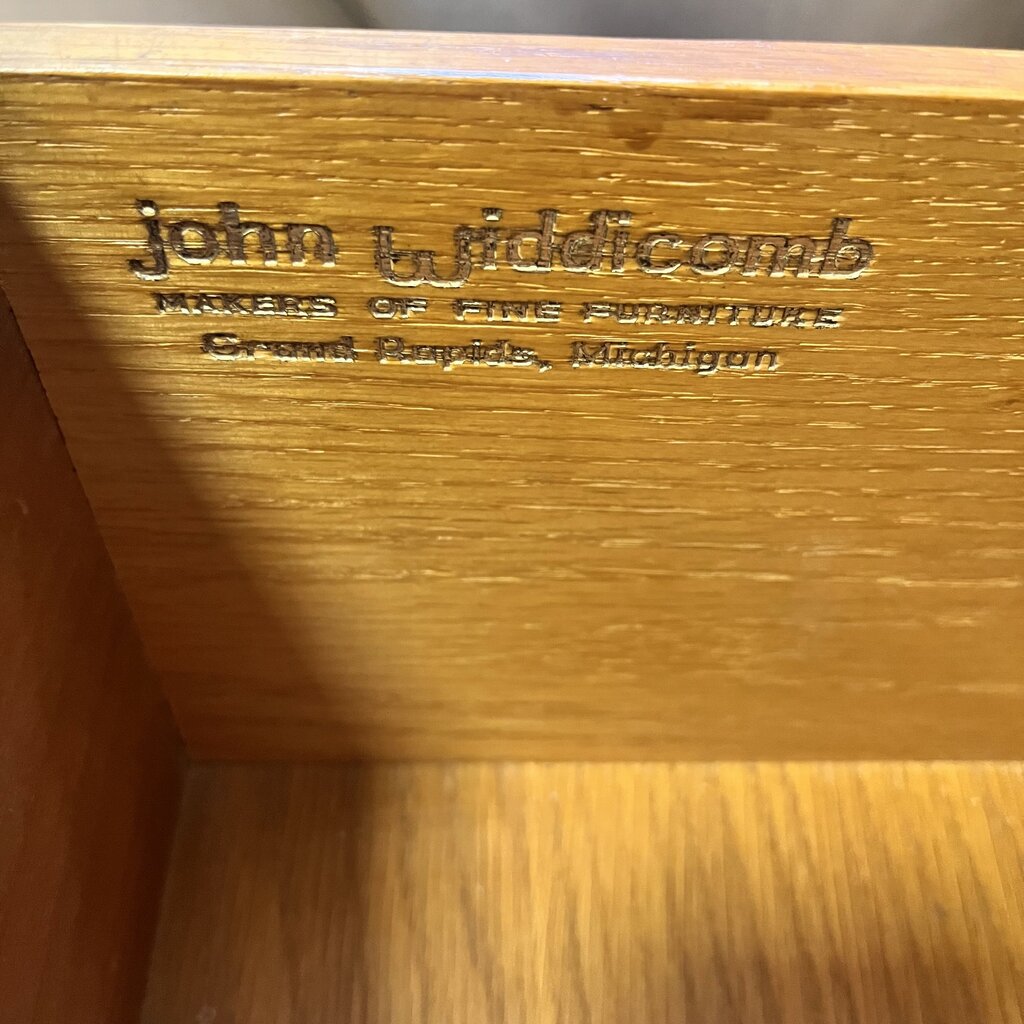 john widdicomb
MAKERS OF FINE FURNITURE
Grand Rapids, Michigan